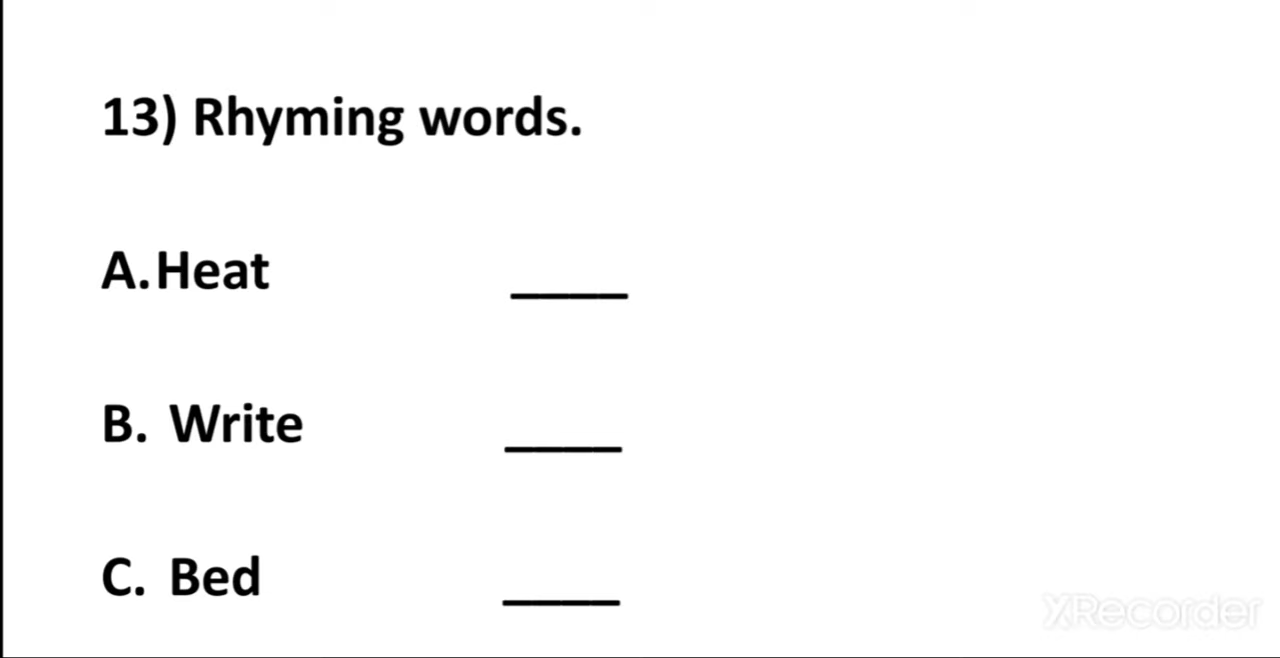 13) Rhyming words.
A. Heat ____
B. Write ____
C. Bed ____
XRecorder